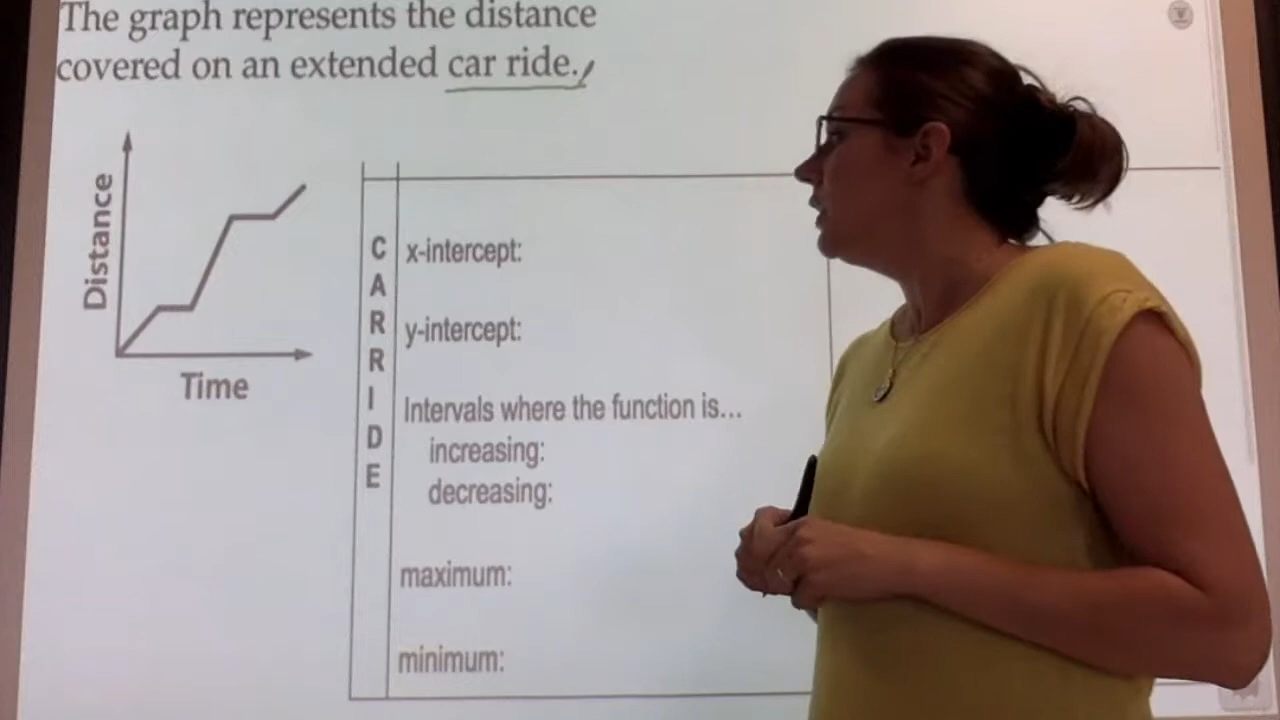 The graph represents the distance
covered on an extended car ride.
Distance
Time
CARRIDE
x-intercept:
y-intercept:
Intervals where the function is...
increasing:
decreasing:
maximum:
minimum: